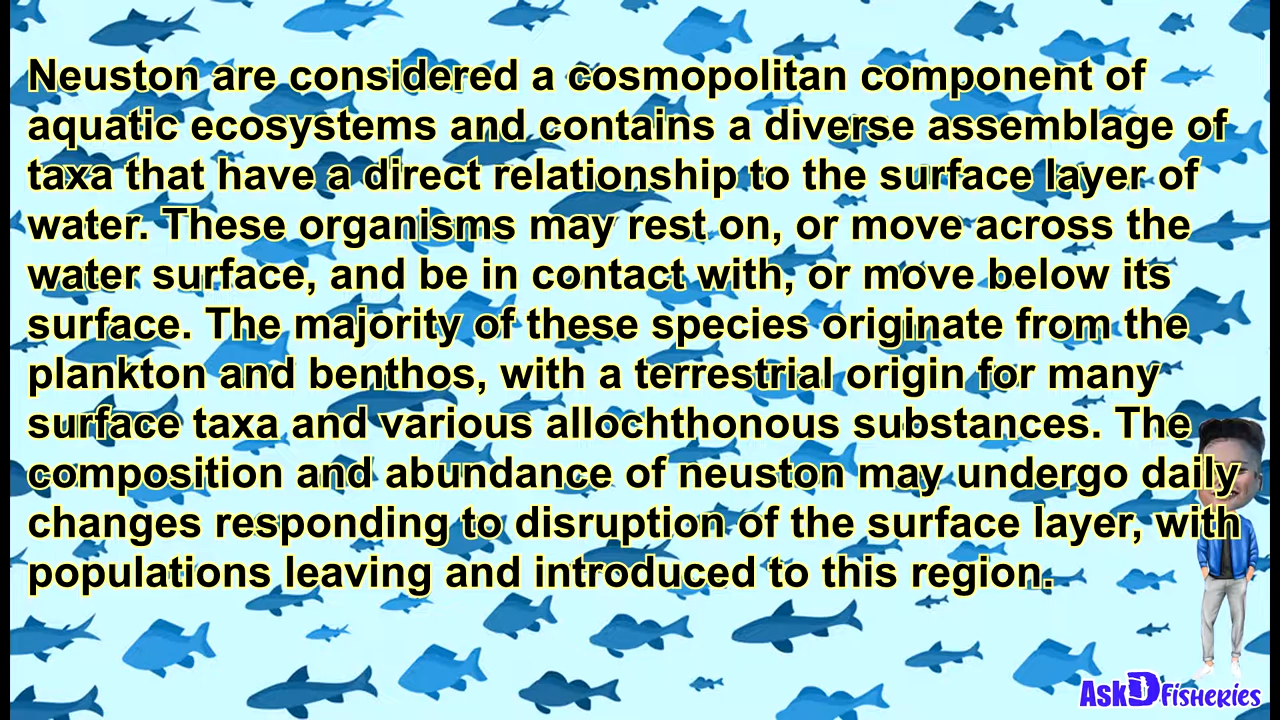 Neuston are considered a cosmopolitan component of
aquatic ecosystems and contains a diverse assemblage of
taxa that have a direct relationship to the surface layer of
water. These organisms may rest on, or move across the
water surface, and be in contact with, or move below its
surface. The majority of these species originate from the
plankton and benthos, with a terrestrial origin for many
surface taxa and various allochthonous substances. The
composition and abundance of neuston may undergo daily
changes responding to disruption of the surface layer, with
populations leaving and introduced to this region.
AskD Fisheries